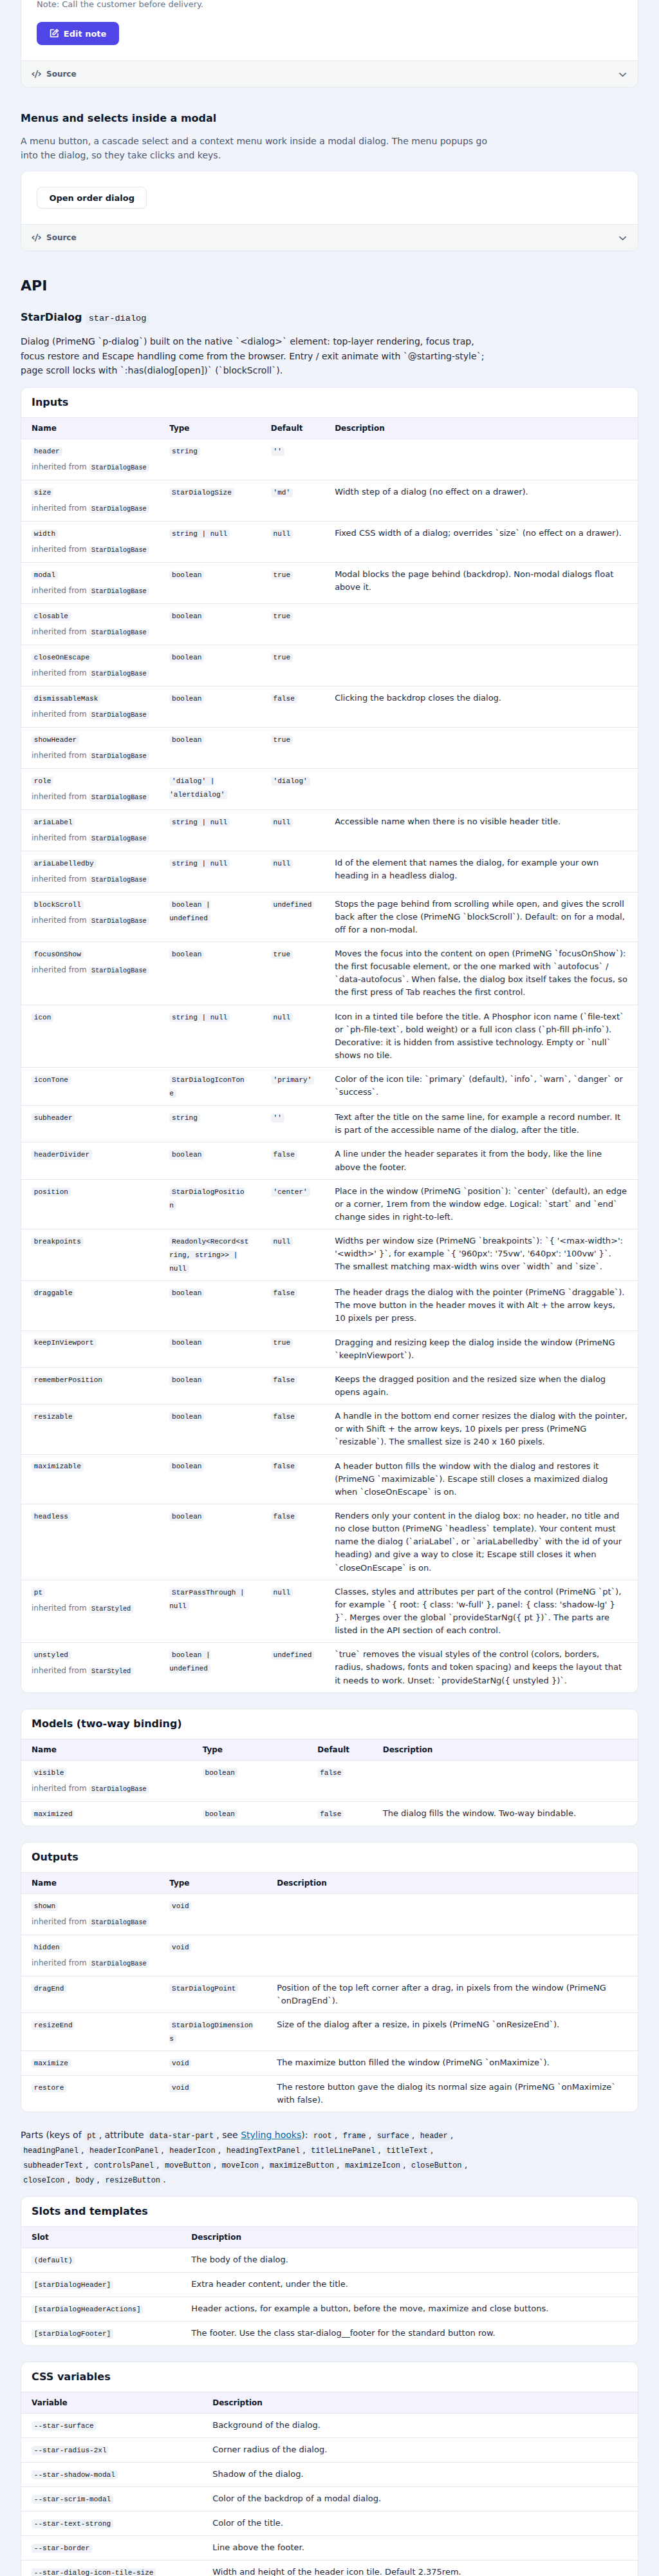 Note: Call the customer before delivery.
Edit note
Source
Menus and selects inside a modal
A menu button, a cascade select and a context menu work inside a modal dialog. The menu popups go
into the dialog, so they take clicks and keys.
Open order dialog
Source
API
StarDialog star-dialog
Dialog (PrimeNG `p-dialog`) built on the native `<dialog>` element: top-layer rendering, focus trap,
focus restore and Escape handling come from the browser. Entry / exit animate with `@starting-style`;
page scroll locks with `:has(dialog[open])` (`blockScroll`).
Inputs
Name Type Default Description
header string ''
inherited from StarDialogBase
size StarDialogSize 'md' Width step of a dialog (no effect on a drawer).
inherited from StarDialogBase
width string | null null Fixed CSS width of a dialog; overrides `size` (no effect on a drawer).
inherited from StarDialogBase
modal boolean true Modal blocks the page behind (backdrop). Non-modal dialogs float
above it.
inherited from StarDialogBase
closable boolean true
inherited from StarDialogBase
closeOnEscape boolean true
inherited from StarDialogBase
dismissableMask boolean false Clicking the backdrop closes the dialog.
inherited from StarDialogBase
showHeader boolean true
inherited from StarDialogBase
role 'dialog' | 'dialog'
'alertdialog'
inherited from StarDialogBase
ariaLabel string | null null Accessible name when there is no visible header title.
inherited from StarDialogBase
ariaLabelledby string | null null Id of the element that names the dialog, for example your own
heading in a headless dialog.
inherited from StarDialogBase
blockScroll boolean | undefined Stops the page behind from scrolling while open, and gives the scroll
inherited from StarDialogBase undefined back after the close (PrimeNG `blockScroll`). Default: on for a modal,
off for a non-modal.
focusOnShow boolean true Moves the focus into the content on open (PrimeNG `focusOnShow`):
inherited from StarDialogBase the first focusable element, or the one marked with `autofocus` /
`data-autofocus`. When false, the dialog box itself takes the focus, so
the first press of Tab reaches the first control.
icon string | null null Icon in a tinted tile before the title. A Phosphor icon name (`file-text`
or `ph-file-text`, bold weight) or a full icon class (`ph-fill ph-info`).
Decorative: it is hidden from assistive technology. Empty or `null`
shows no tile.
iconTone StarDialogIconTon 'primary' Color of the icon tile: `primary` (default), `info`, `warn`, `danger` or
e `success`.
subheader string '' Text after the title on the same line, for example a record number. It
is part of the accessible name of the dialog, after the title.
headerDivider boolean false A line under the header separates it from the body, like the line
above the footer.
position StarDialogPositio 'center' Place in the window (PrimeNG `position`): `center` (default), an edge
n or a corner, 1rem from the window edge. Logical: `start` and `end`
change sides in right-to-left.
breakpoints Readonly<Record<st null Widths per window size (PrimeNG `breakpoints`): `{ '<max-width>':
ring, string>> | '<width>' }`, for example `{ '960px': '75vw', '640px': '100vw' }`.
null The smallest matching max-width wins over `width` and `size`.
draggable boolean false The header drags the dialog with the pointer (PrimeNG `draggable`).
The move button in the header moves it with Alt + the arrow keys,
10 pixels per press.
keepInViewport boolean true Dragging and resizing keep the dialog inside the window (PrimeNG
`keepInViewport`).
rememberPosition boolean false Keeps the dragged position and the resized size when the dialog
opens again.
resizable boolean false A handle in the bottom end corner resizes the dialog with the pointer,
or with Shift + the arrow keys, 10 pixels per press (PrimeNG
`resizable`). The smallest size is 240 x 160 pixels.
maximizable boolean false A header button fills the window with the dialog and restores it
(PrimeNG `maximizable`). Escape still closes a maximized dialog
when `closeOnEscape` is on.
headless boolean false Renders only your content in the dialog box: no header, no title and
no close button (PrimeNG `headless` template). Your content must
name the dialog (`ariaLabel`, or `ariaLabelledby` with the id of your
heading) and give a way to close it; Escape still closes it when
`closeOnEscape` is on.
pt StarPassThrough | null Classes, styles and attributes per part of the control (PrimeNG `pt`),
inherited from StarStyled null for example `{ root: { class: 'w-full' }, panel: { class: 'shadow-lg' }
}`. Merges over the global `provideStarNg({ pt })`. The parts are
listed in the API section of each control.
unstyled boolean | undefined `true` removes the visual styles of the control (colors, borders,
inherited from StarStyled undefined radius, shadows, fonts and token spacing) and keeps the layout that
it needs to work. Unset: `provideStarNg({ unstyled })`.
Models (two-way binding)
Name Type Default Description
visible boolean false
inherited from StarDialogBase
maximized boolean false The dialog fills the window. Two-way bindable.
Outputs
Name Type Description
shown void
inherited from StarDialogBase
hidden void
inherited from StarDialogBase
dragEnd StarDialogPoint Position of the top left corner after a drag, in pixels from the window (PrimeNG
`onDragEnd`).
resizeEnd StarDialogDimension Size of the dialog after a resize, in pixels (PrimeNG `onResizeEnd`).
s
maximize void The maximize button filled the window (PrimeNG `onMaximize`).
restore void The restore button gave the dialog its normal size again (PrimeNG `onMaximize`
with false).
Parts (keys of pt, attribute data-star-part, see Styling hooks): root, frame, surface, header,
headingPanel, headerIconPanel, headerIcon, headingTextPanel, titleLinePanel, titleText,
subheaderText, controlsPanel, moveButton, moveIcon, maximizeButton, maximizeIcon, closeButton,
closeIcon, body, resizeButton.
Slots and templates
Slot Description
(default) The body of the dialog.
[starDialogHeader] Extra header content, under the title.
[starDialogHeaderActions] Header actions, for example a button, before the move, maximize and close buttons.
[starDialogFooter] The footer. Use the class star-dialog__footer for the standard button row.
CSS variables
Variable Description
--star-surface Background of the dialog.
--star-radius-2xl Corner radius of the dialog.
--star-shadow-modal Shadow of the dialog.
--star-scrim-modal Color of the backdrop of a modal dialog.
--star-text-strong Color of the title.
--star-border Line above the footer.
--star-dialog-icon-tile-size Width and height of the header icon tile. Default 2.375rem.